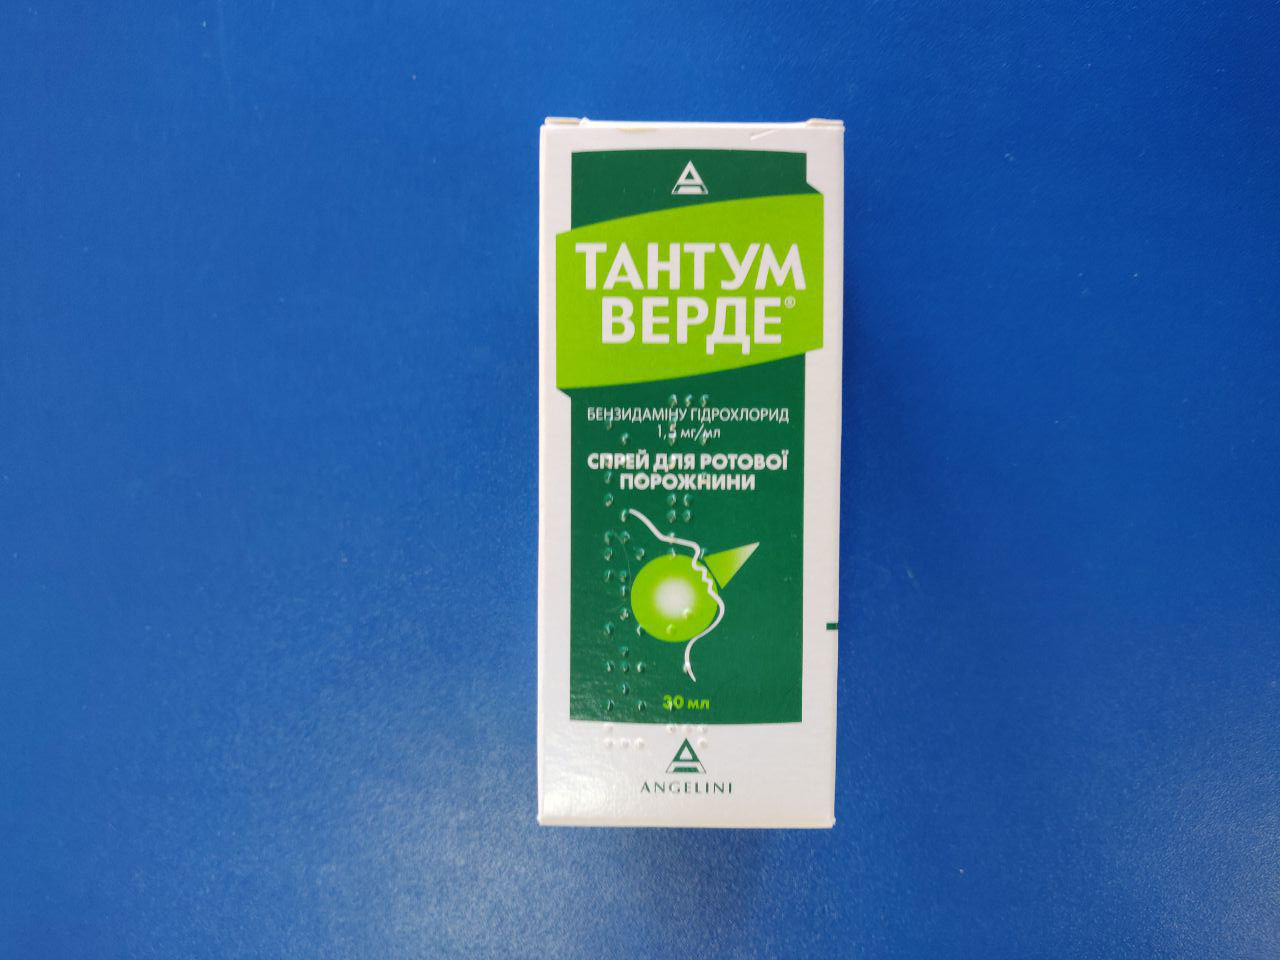 ТАНТУМ
ВЕРДЕ®
БЕНЗИДАМІНУ ГІДРОХЛОРИД
1,5 мг/мл
СПРЕЙ ДЛЯ РОТОВОЇ
ПОРОЖНИНИ
30 мл
ANGELINI